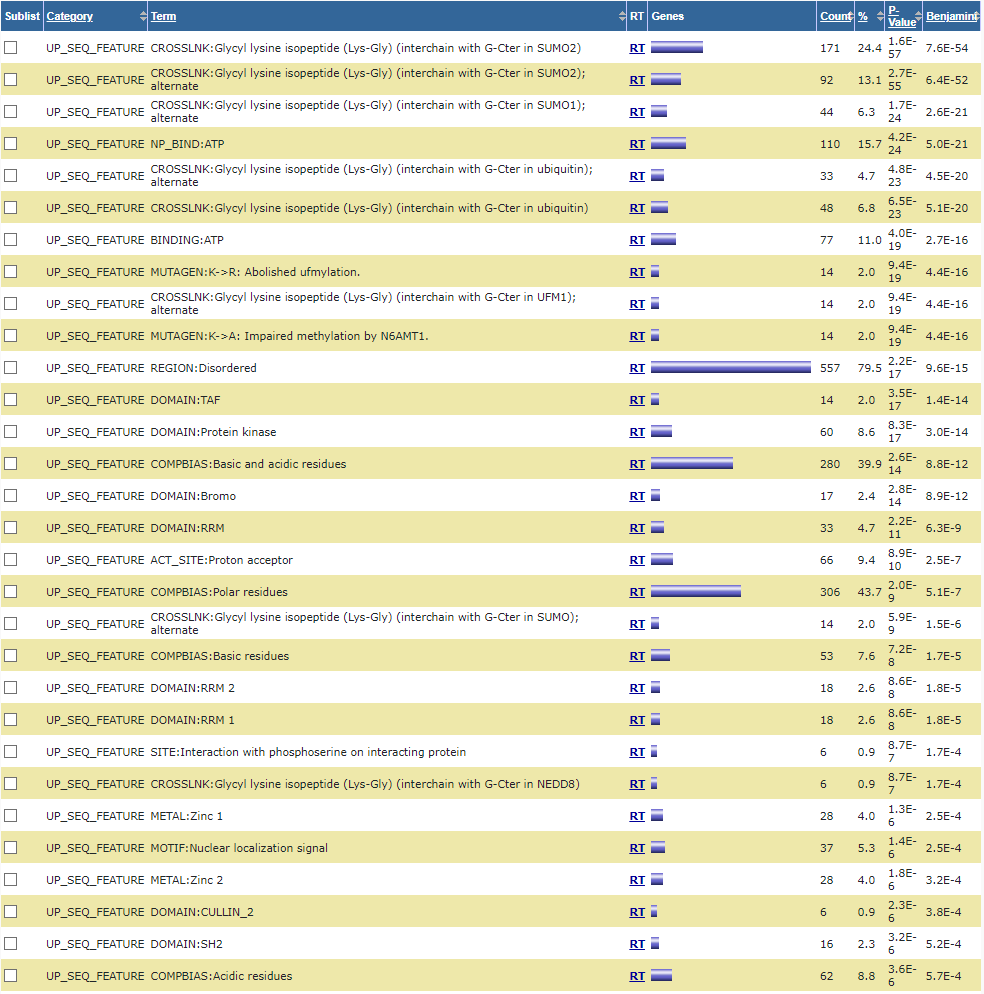 Sublist Category Term RT Genes Count % P-Value Benjamini
UP_SEQ_FEATURE CROSSLNK:Glycyl lysine isopeptide (Lys-Gly) (interchain with G-Cter in SUMO2) RT 171 24.4 1.6E-57 7.6E-54
UP_SEQ_FEATURE CROSSLNK:Glycyl lysine isopeptide (Lys-Gly) (interchain with G-Cter in SUMO2); alternate RT 92 13.1 2.7E-55 6.4E-52
UP_SEQ_FEATURE CROSSLNK:Glycyl lysine isopeptide (Lys-Gly) (interchain with G-Cter in SUMO1); alternate RT 44 6.3 1.7E-24 2.6E-21
UP_SEQ_FEATURE NP_BIND:ATP RT 110 15.7 4.2E-24 5.0E-21
UP_SEQ_FEATURE CROSSLNK:Glycyl lysine isopeptide (Lys-Gly) (interchain with G-Cter in ubiquitin); alternate RT 33 4.7 4.8E-23 4.5E-20
UP_SEQ_FEATURE CROSSLNK:Glycyl lysine isopeptide (Lys-Gly) (interchain with G-Cter in ubiquitin) RT 48 6.8 6.5E-23 5.1E-20
UP_SEQ_FEATURE BINDING:ATP RT 77 11.0 4.0E-19 2.7E-16
UP_SEQ_FEATURE MUTAGEN:K->R: Abolished ufmylation. RT 14 2.0 9.4E-19 4.4E-16
UP_SEQ_FEATURE CROSSLNK:Glycyl lysine isopeptide (Lys-Gly) (interchain with G-Cter in UFM1); alternate RT 14 2.0 9.4E-19 4.4E-16
UP_SEQ_FEATURE MUTAGEN:K->A: Impaired methylation by N6AMT1. RT 14 2.0 9.4E-19 4.4E-16
UP_SEQ_FEATURE REGION:Disordered RT 557 79.5 2.2E-17 9.6E-15
UP_SEQ_FEATURE DOMAIN:TAF RT 14 2.0 3.5E-17 1.4E-14
UP_SEQ_FEATURE DOMAIN:Protein kinase RT 60 8.6 8.3E-17 3.0E-14
UP_SEQ_FEATURE COMPBIAS:Basic and acidic residues RT 280 39.9 2.6E-14 8.8E-12
UP_SEQ_FEATURE DOMAIN:Bromo RT 17 2.4 2.8E-14 8.9E-12
UP_SEQ_FEATURE DOMAIN:RRM RT 33 4.7 2.2E-11 6.3E-9
UP_SEQ_FEATURE ACT_SITE:Proton acceptor RT 66 9.4 8.9E-10 2.5E-7
UP_SEQ_FEATURE COMPBIAS:Polar residues RT 306 43.7 2.0E-9 5.1E-7
UP_SEQ_FEATURE CROSSLNK:Glycyl lysine isopeptide (Lys-Gly) (interchain with G-Cter in SUMO); alternate RT 14 2.0 5.9E-9 1.5E-6
UP_SEQ_FEATURE COMPBIAS:Basic residues RT 53 7.6 7.2E-8 1.7E-5
UP_SEQ_FEATURE DOMAIN:RRM 2 RT 18 2.6 8.6E-8 1.8E-5
UP_SEQ_FEATURE DOMAIN:RRM 1 RT 18 2.6 8.6E-8 1.8E-5
UP_SEQ_FEATURE SITE:Interaction with phosphoserine on interacting protein RT 6 0.9 8.7E-7 1.7E-4
UP_SEQ_FEATURE CROSSLNK:Glycyl lysine isopeptide (Lys-Gly) (interchain with G-Cter in NEDD8) RT 6 0.9 8.7E-7 1.7E-4
UP_SEQ_FEATURE METAL:Zinc 1 RT 28 4.0 1.3E-6 2.5E-4
UP_SEQ_FEATURE MOTIF:Nuclear localization signal RT 37 5.3 1.4E-6 2.5E-4
UP_SEQ_FEATURE METAL:Zinc 2 RT 28 4.0 1.8E-6 3.2E-4
UP_SEQ_FEATURE DOMAIN:CULLIN_2 RT 6 0.9 2.3E-6 3.8E-4
UP_SEQ_FEATURE DOMAIN:SH2 RT 16 2.3 3.2E-6 5.2E-4
UP_SEQ_FEATURE COMPBIAS:Acidic residues RT 62 8.8 3.6E-6 5.7E-4